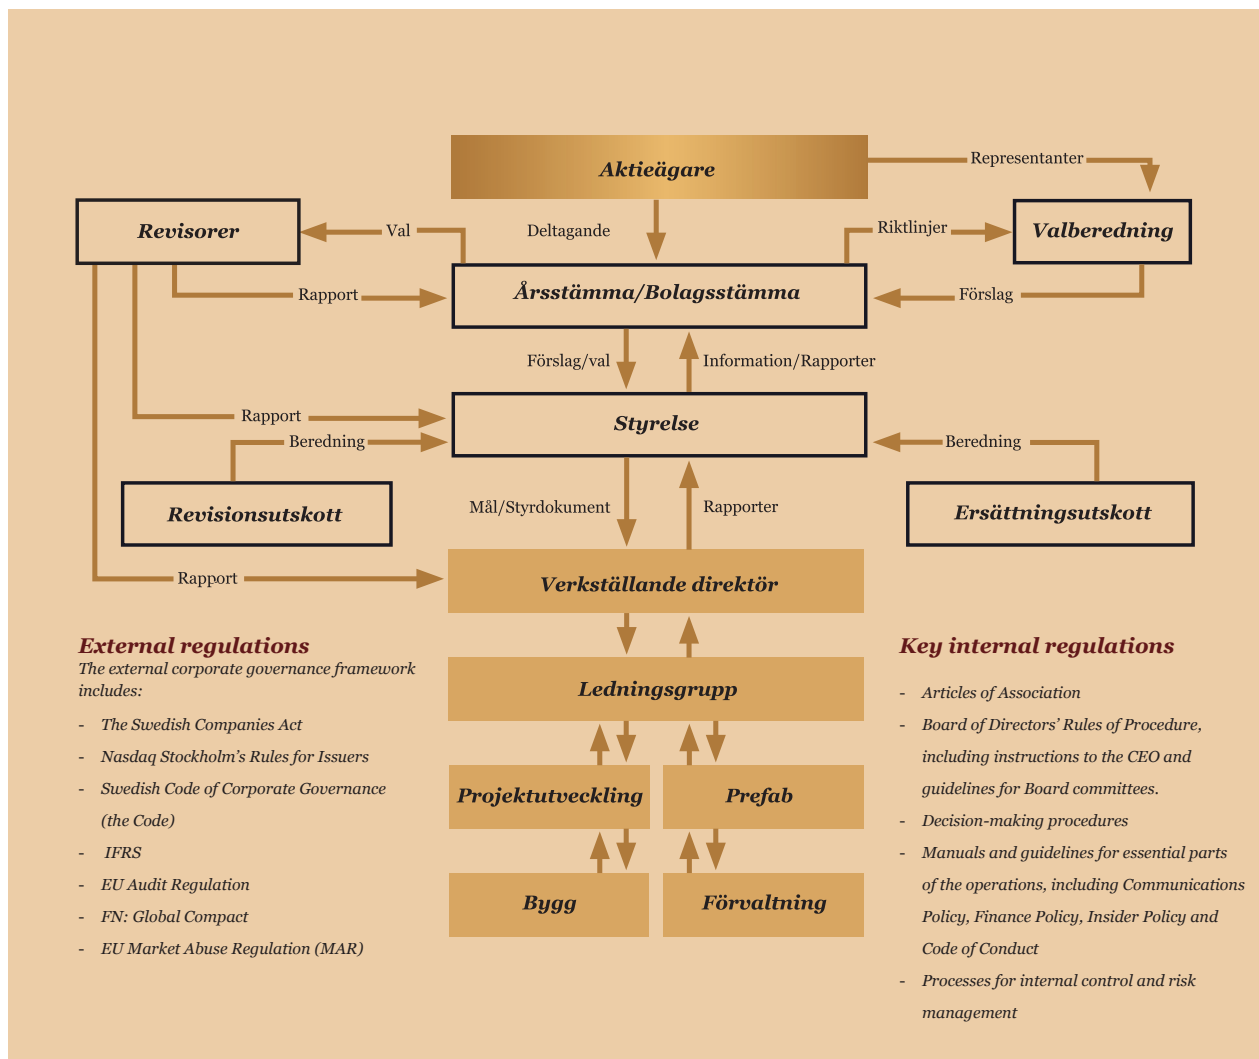 Aktieägare
Representanter
Revisorer
Val
Deltagande
Riktlinjer
Valberedning
Rapport
Årsstämma/Bolagsstämma
Förslag
Förslag/val
Information/Rapporter
Rapport
Styrelse
Beredning
Beredning
Revisionsutskott
Mål/Styrdokument
Rapporter
Ersättningsutskott
Rapport
Verkställande direktör
Ledningsgrupp
Projektutveckling
Prefab
Bygg
Förvaltning
External regulations
The external corporate governance framework
includes:
- The Swedish Companies Act
- Nasdaq Stockholm's Rules for Issuers
- Swedish Code of Corporate Governance
(the Code)
- IFRS
- EU Audit Regulation
- FN: Global Compact
- EU Market Abuse Regulation (MAR)
Key internal regulations
- Articles of Association
- Board of Directors' Rules of Procedure,
including instructions to the CEO and
guidelines for Board committees.
- Decision-making procedures
- Manuals and guidelines for essential parts
of the operations, including Communications
Policy, Finance Policy, Insider Policy and
Code of Conduct
- Processes for internal control and risk
management